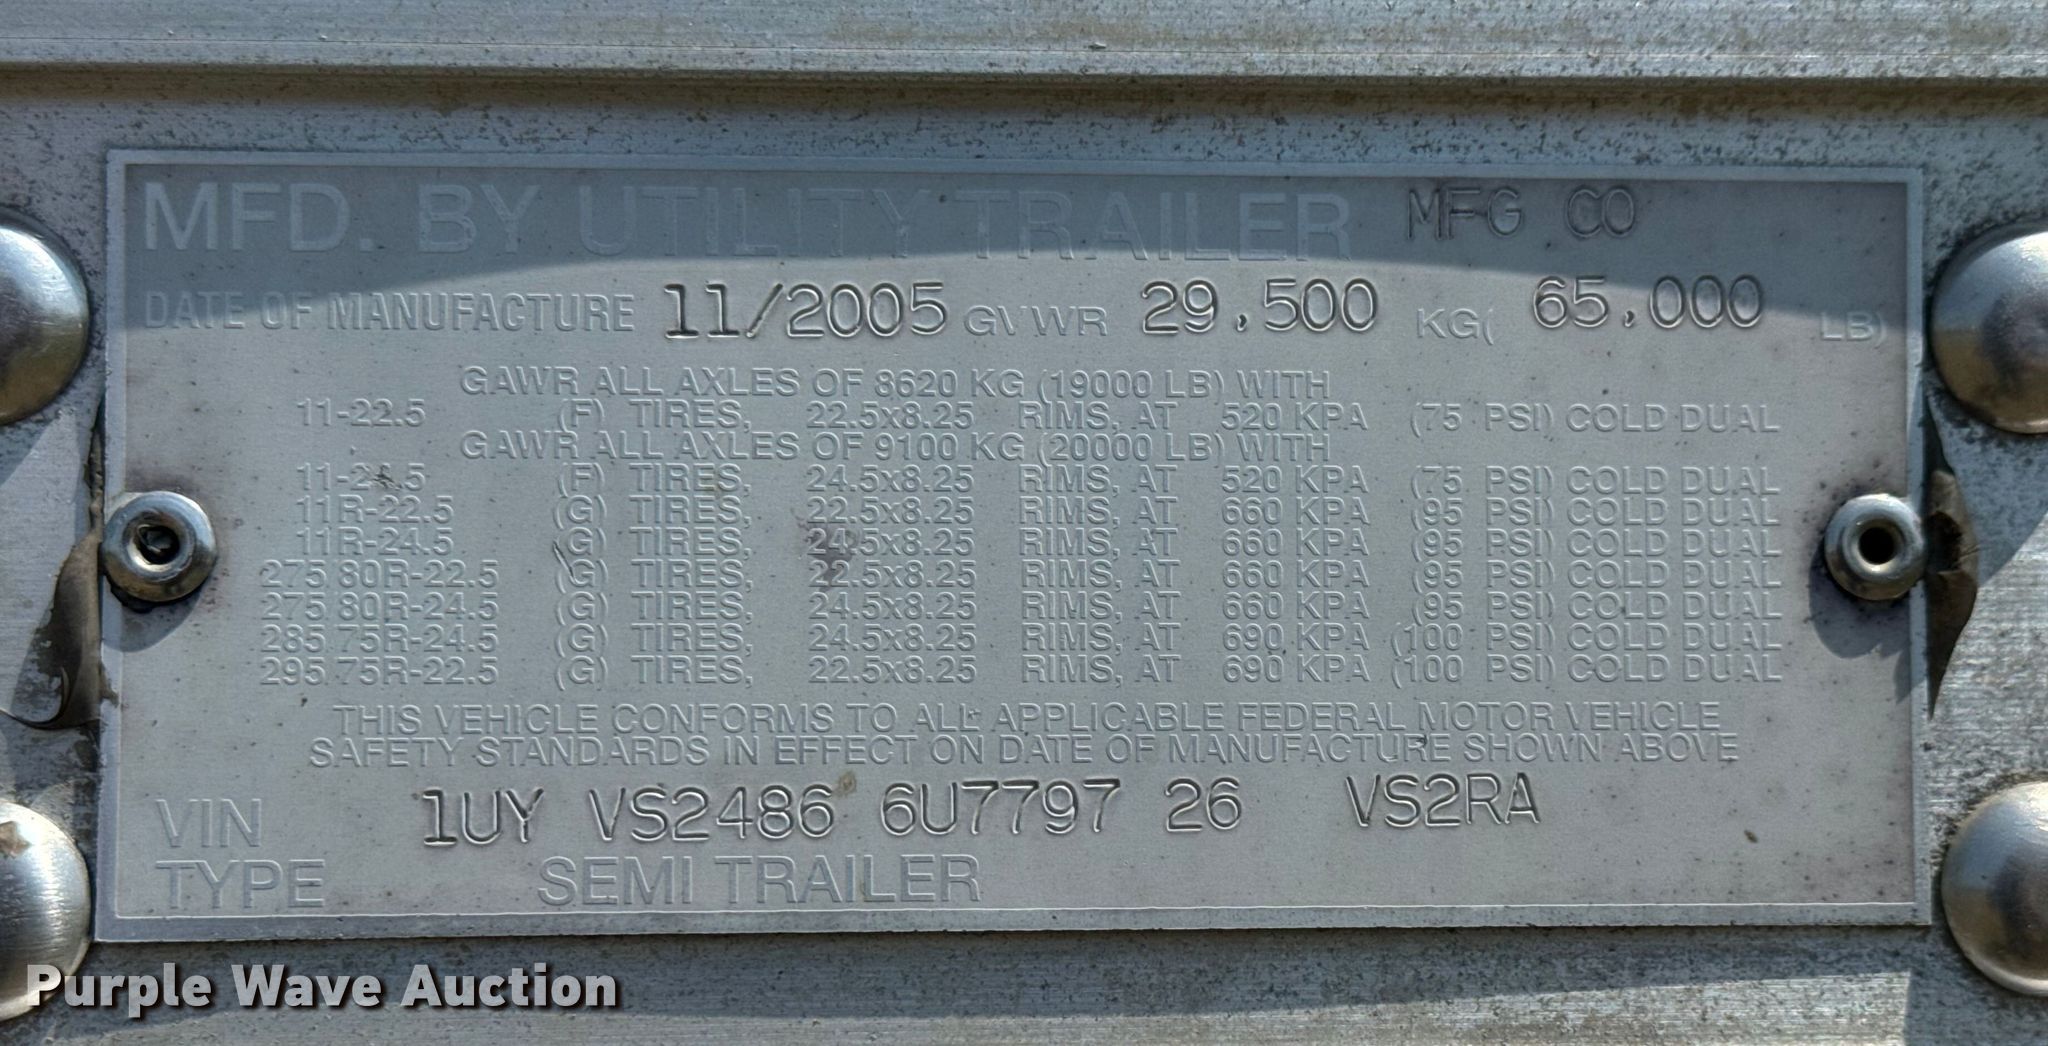 MFD. BY UTILITY TRAILER MFG CO
DATE OF MANUFACTURE 11/2005 GVWR 29,500 KG( 65,000 LB)
GAWR ALL AXLES OF 8620 KG (19000 LB) WITH
11-22.5 (F) TIRES, 22.5x8.25 RIMS, AT 520 KPA (75 PSI) COLD DUAL
GAWR ALL AXLES OF 9100 KG (20000 LB) WITH
11-24.5 (F) TIRES, 24.5x8.25 RIMS, AT 520 KPA (75 PSI) COLD DUAL
11R-22.5 (G) TIRES, 22.5x8.25 RIMS, AT 660 KPA (95 PSI) COLD DUAL
11R-24.5 (G) TIRES, 24.5x8.25 RIMS, AT 660 KPA (95 PSI) COLD DUAL
275 80R-22.5 (G) TIRES, 22.5x8.25 RIMS, AT 660 KPA (95 PSI) COLD DUAL
275 80R-24.5 (G) TIRES, 24.5x8.25 RIMS, AT 660 KPA (95 PSI) COLD DUAL
285 75R-24.5 (G) TIRES, 24.5x8.25 RIMS, AT 690 KPA (100 PSI) COLD DUAL
295 75R-22.5 (G) TIRES, 22.5x8.25 RIMS, AT 690 KPA (100 PSI) COLD DUAL
THIS VEHICLE CONFORMS TO ALL APPLICABLE FEDERAL MOTOR VEHICLE
SAFETY STANDARDS IN EFFECT ON DATE OF MANUFACTURE SHOWN ABOVE
VIN 1UY VS2486 6U7797 26 VS2RA
TYPE SEMI TRAILER
Purple Wave Auction